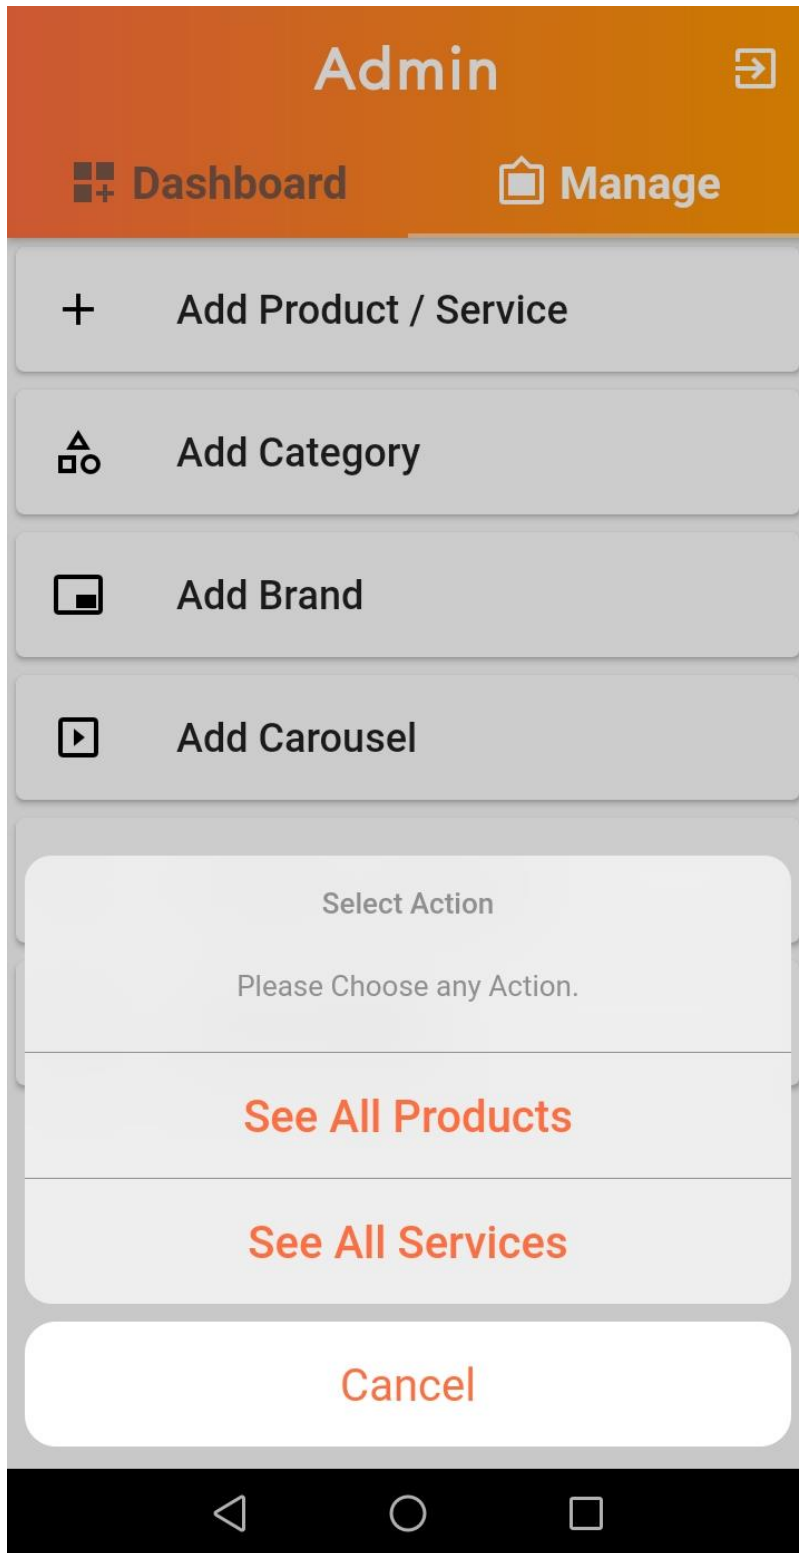 Admin
Dashboard
Manage
Add Product / Service
Add Category
Add Brand
Add Carousel
Select Action
Please Choose any Action.
See All Products
See All Services
Cancel